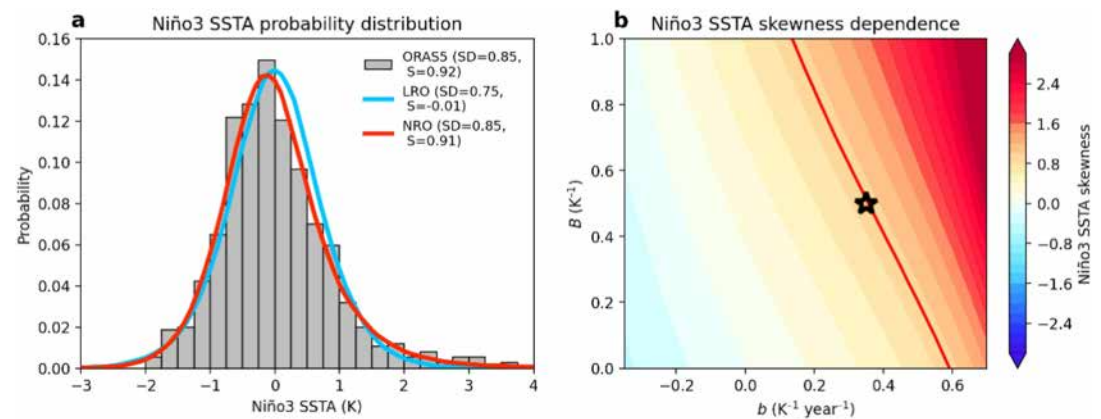 a
Niño3 SSTA probability distribution
ORAS5 (SD=0.85,
S=0.92)
LRO (SD=0.75,
S=-0.01)
NRO (SD=0.85,
S=0.91)
0.16
0.14
0.12
0.10
0.08
0.06
0.04
0.02
0.00
Probability
−3
−2
−1
0
1
2
3
4
Niño3 SSTA (K)
b
Niño3 SSTA skewness dependence
1.0
0.8
0.6
0.4
0.2
0.0
B (K⁻¹)
−0.2
0.0
0.2
0.4
0.6
b (K⁻¹ year⁻¹)
2.4
1.6
0.8
0.0
−0.8
−1.6
−2.4
Niño3 SSTA skewness